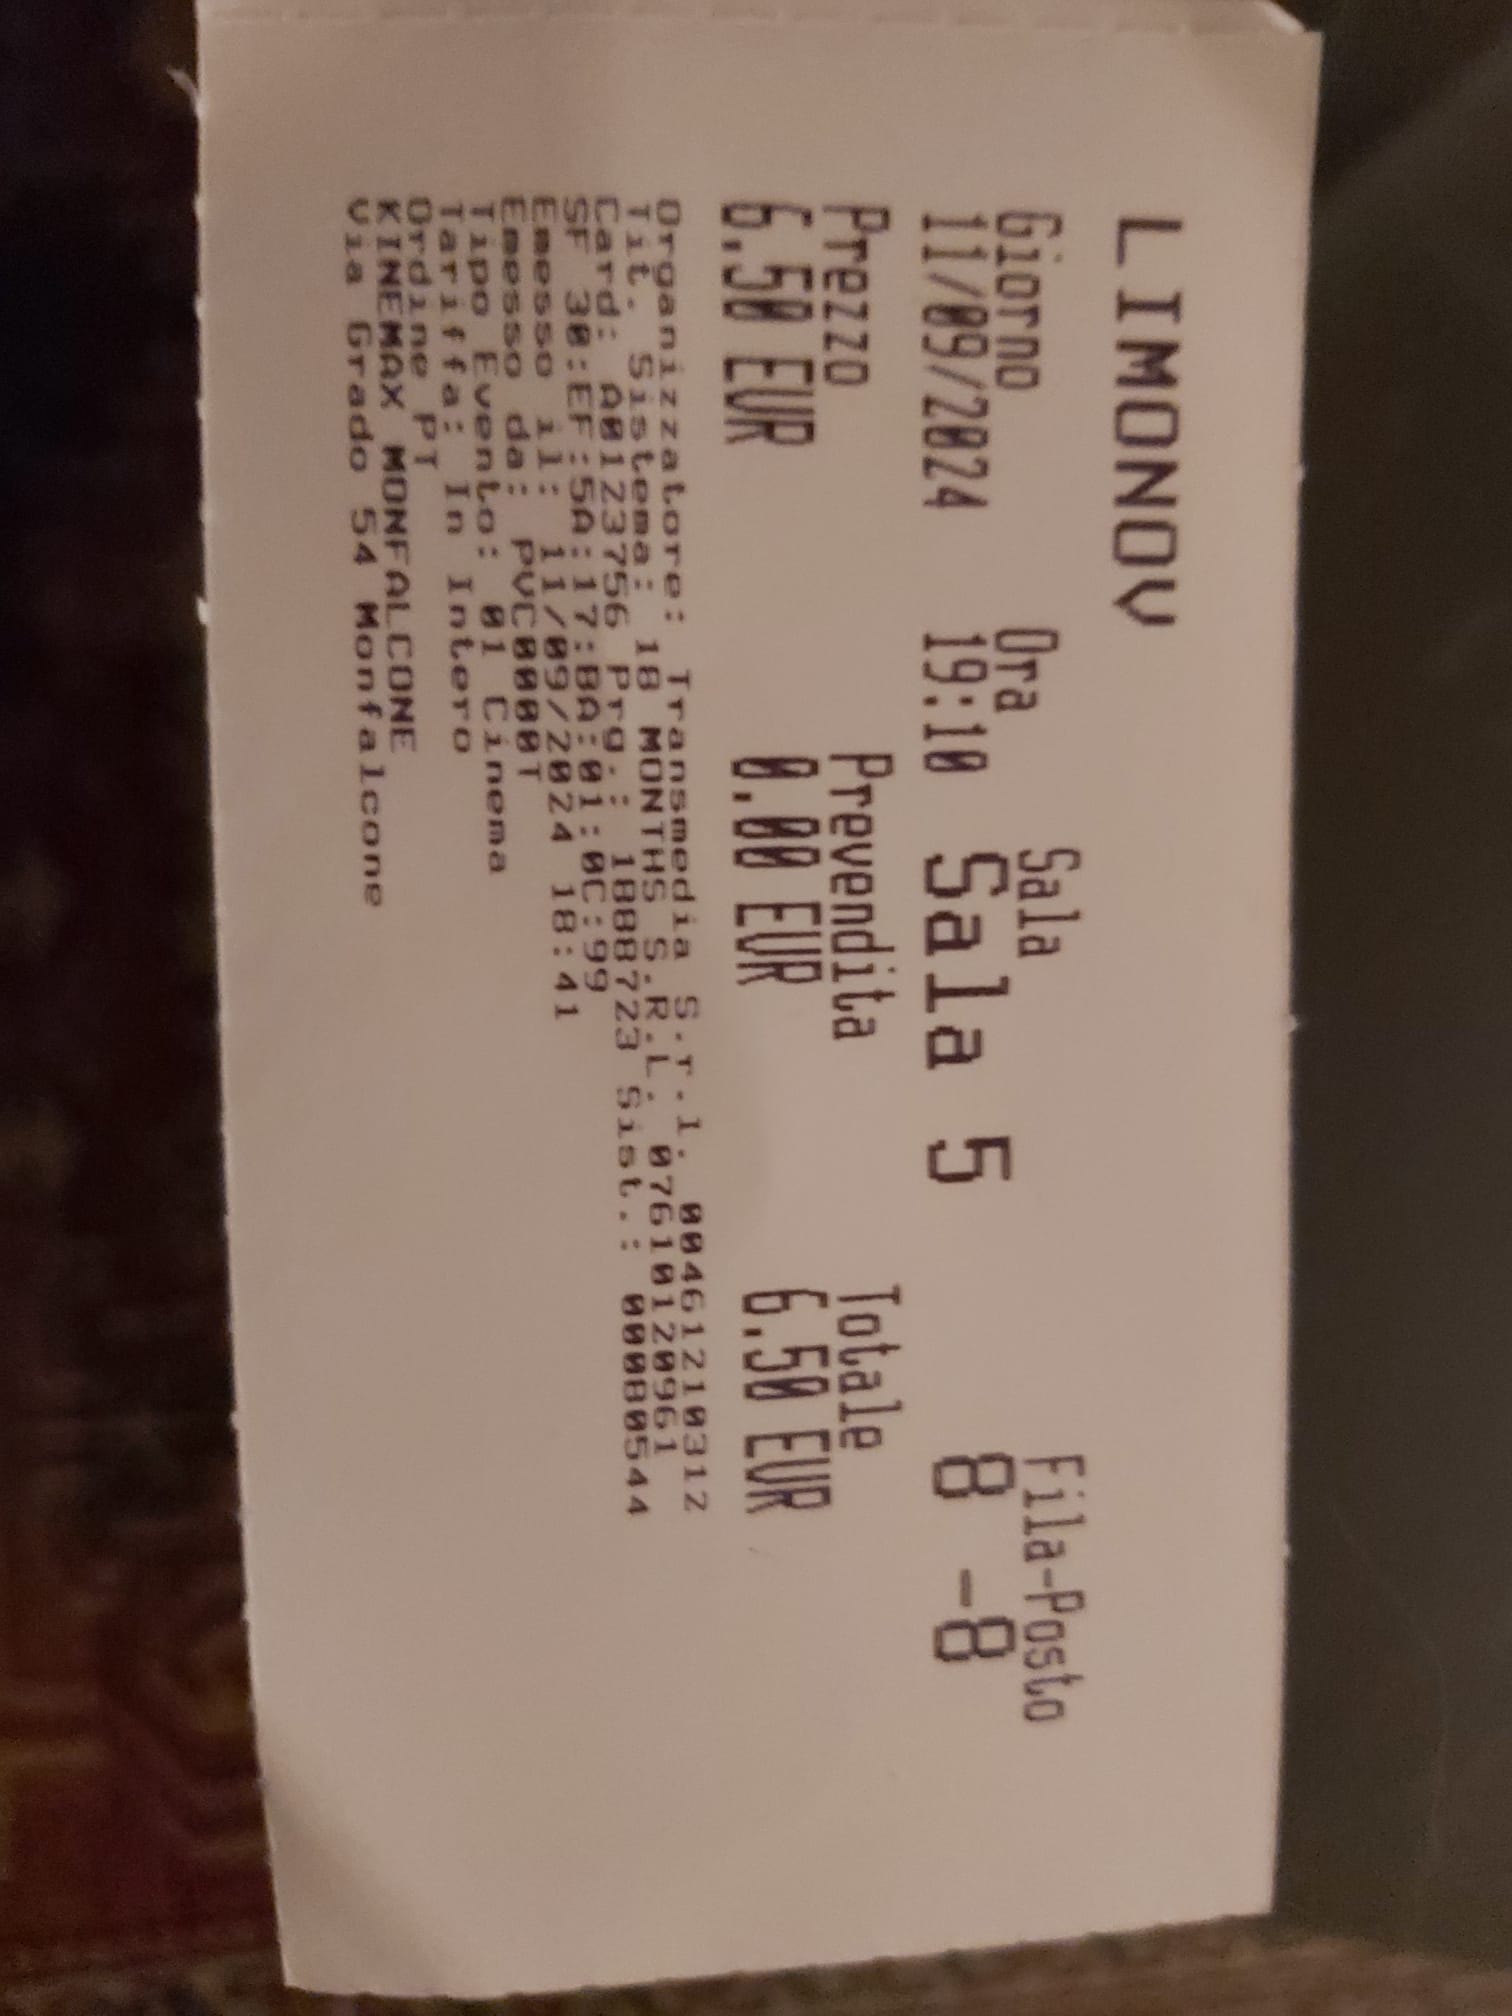 LIMONOV
Giorno Ora Sala Fila-Posto
11/09/2024 19:10 Sala 5 8 -8
Prezzo Prevendita Totale
6,50 EUR 0,00 EUR 6,50 EUR
Organizzatore: Transmedia S.r.l. 00461210312
Tit. Sistema: 18 MONTHS S.R.L. 07610120961
Card: A0123756 Prg.: 1888723 Sist.: 00080544
SF 30:EF:5A:17:BA:01:0C:99
Emesso il: 11/09/2024 18:41
Emesso da: PVC0000T
Tipo Evento: 01 Cinema
Tariffa: In Intero
Ordine PT
KINEMAX MONFALCONE
Via Grado 54 Monfalcone